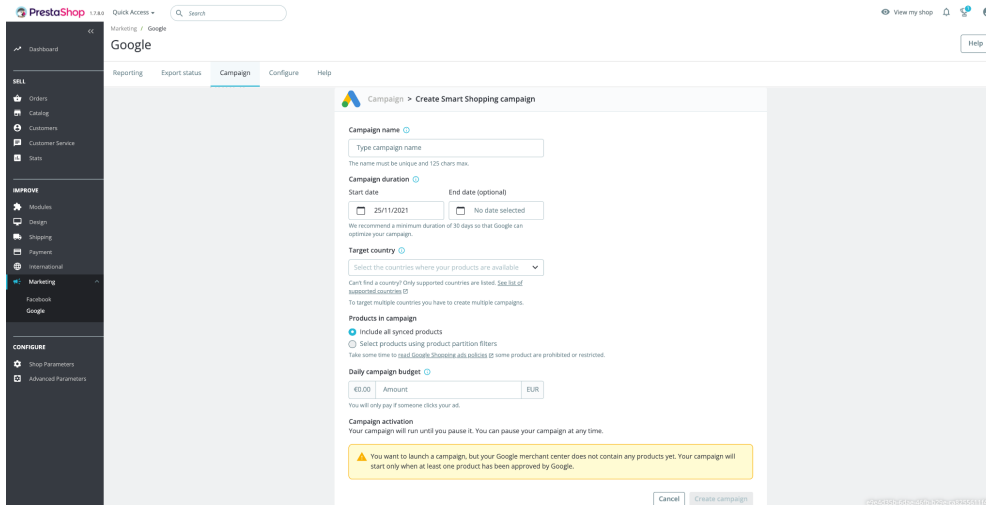 PrestaShop 1.7.8.0 Quick Access Search View my shop
Marketing / Google
Google
Help
Dashboard
SELL
Orders
Catalog
Customers
Customer Service
Stats
IMPROVE
Modules
Design
Shipping
Payment
International
Marketing
Facebook
Google
CONFIGURE
Shop Parameters
Advanced Parameters
Reporting Export status Campaign Configure Help
Campaign > Create Smart Shopping campaign
Campaign name
Type campaign name
The name must be unique and 125 chars max.
Campaign duration
Start date End date (optional)
25/11/2021 No date selected
We recommend a minimum duration of 30 days so that Google can
optimize your campaign.
Target country
Select the countries where your products are available
Can't find a country? Only supported countries are listed. See list of
supported countries
To target multiple countries you have to create multiple campaigns.
Products in campaign
Include all synced products
Select products using product partition filters
Take some time to read Google Shopping ads policies some product are prohibited or restricted.
Daily campaign budget
€0.00 Amount EUR
You will only pay if someone clicks your ad.
Campaign activation
Your campaign will run until you pause it. You can pause your campaign at any time.
You want to launch a campaign, but your Google merchant center does not contain any products yet. Your campaign will
start only when at least one product has been approved by Google.
Cancel Create campaign